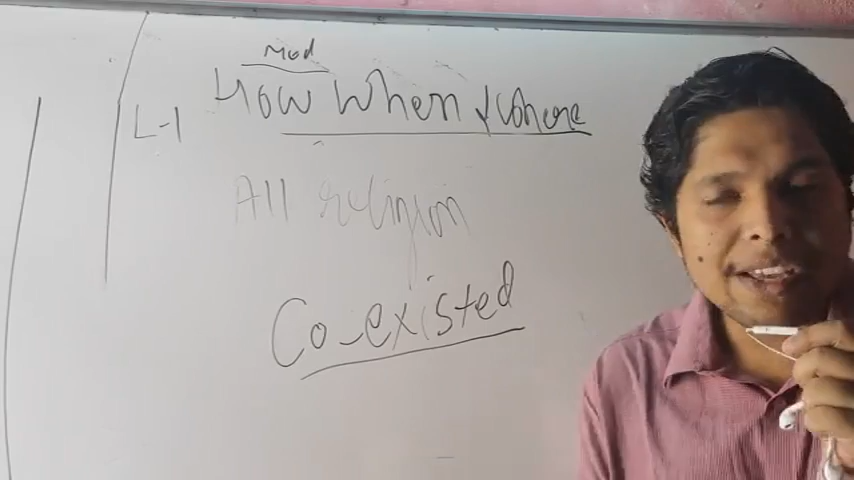 Mod
How When & Where
L-1
All religion
Co-existed